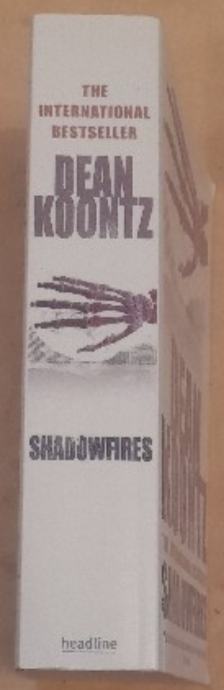 THE
INTERNATIONAL
BESTSELLER
DEAN
KOONTZ
SHADOWFIRES
headline